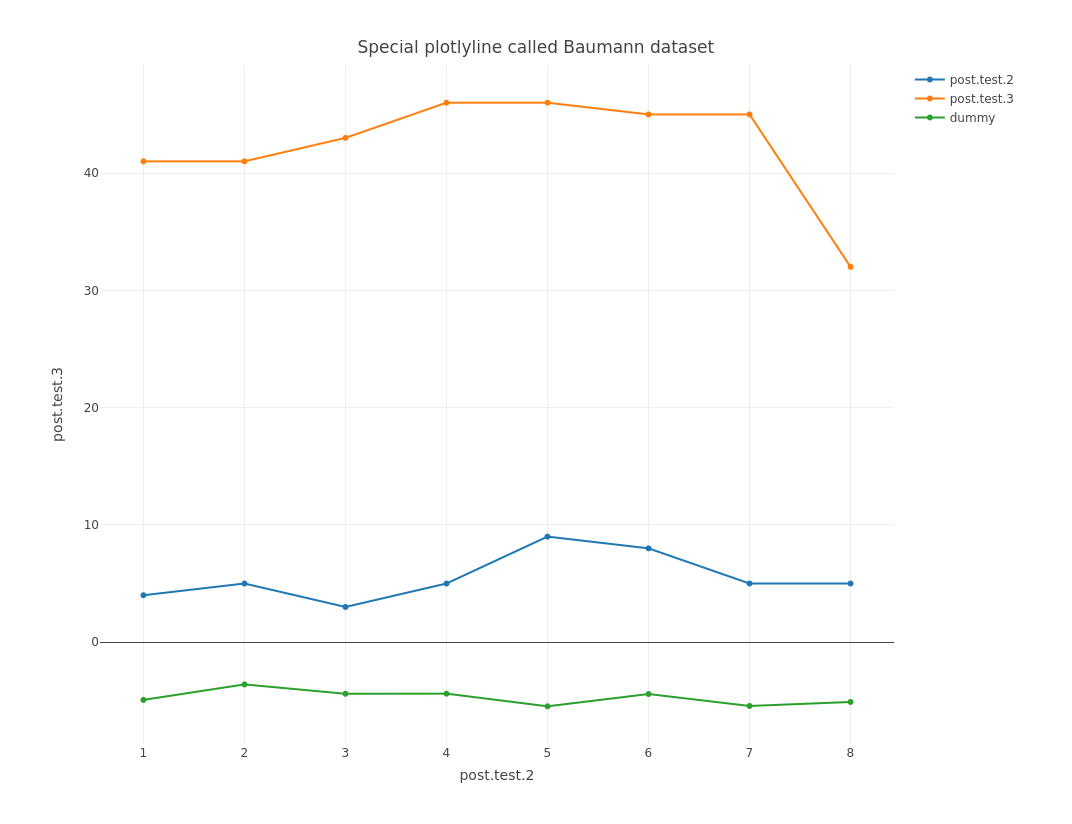 Special plotlyline called Baumann dataset
post.test.2
post.test.3
dummy
post.test.3
40
30
20
10
0
1 2 3 4 5 6 7 8
post.test.2